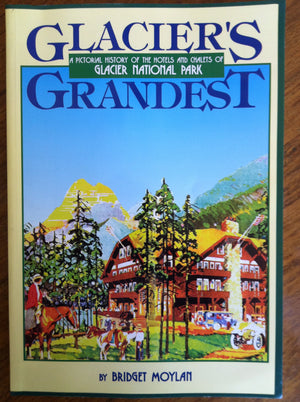 GLACIER'S
A PICTORIAL HISTORY OF THE HOTELS AND CHALETS OF
GLACIER NATIONAL PARK
GRANDEST
BY BRIDGET MOYLAN